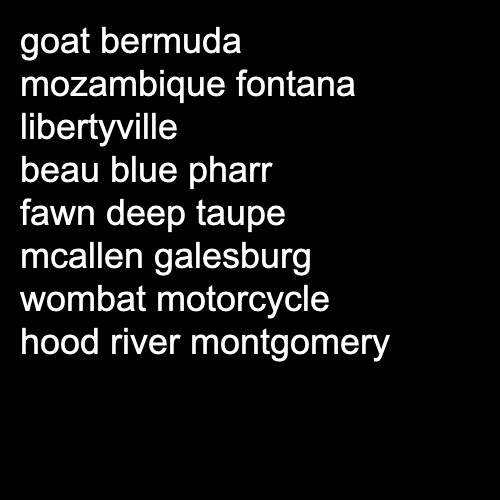 goat bermuda
mozambique fontana
libertyville
beau blue pharr
fawn deep taupe
mcallen galesburg
wombat motorcycle
hood river montgomery